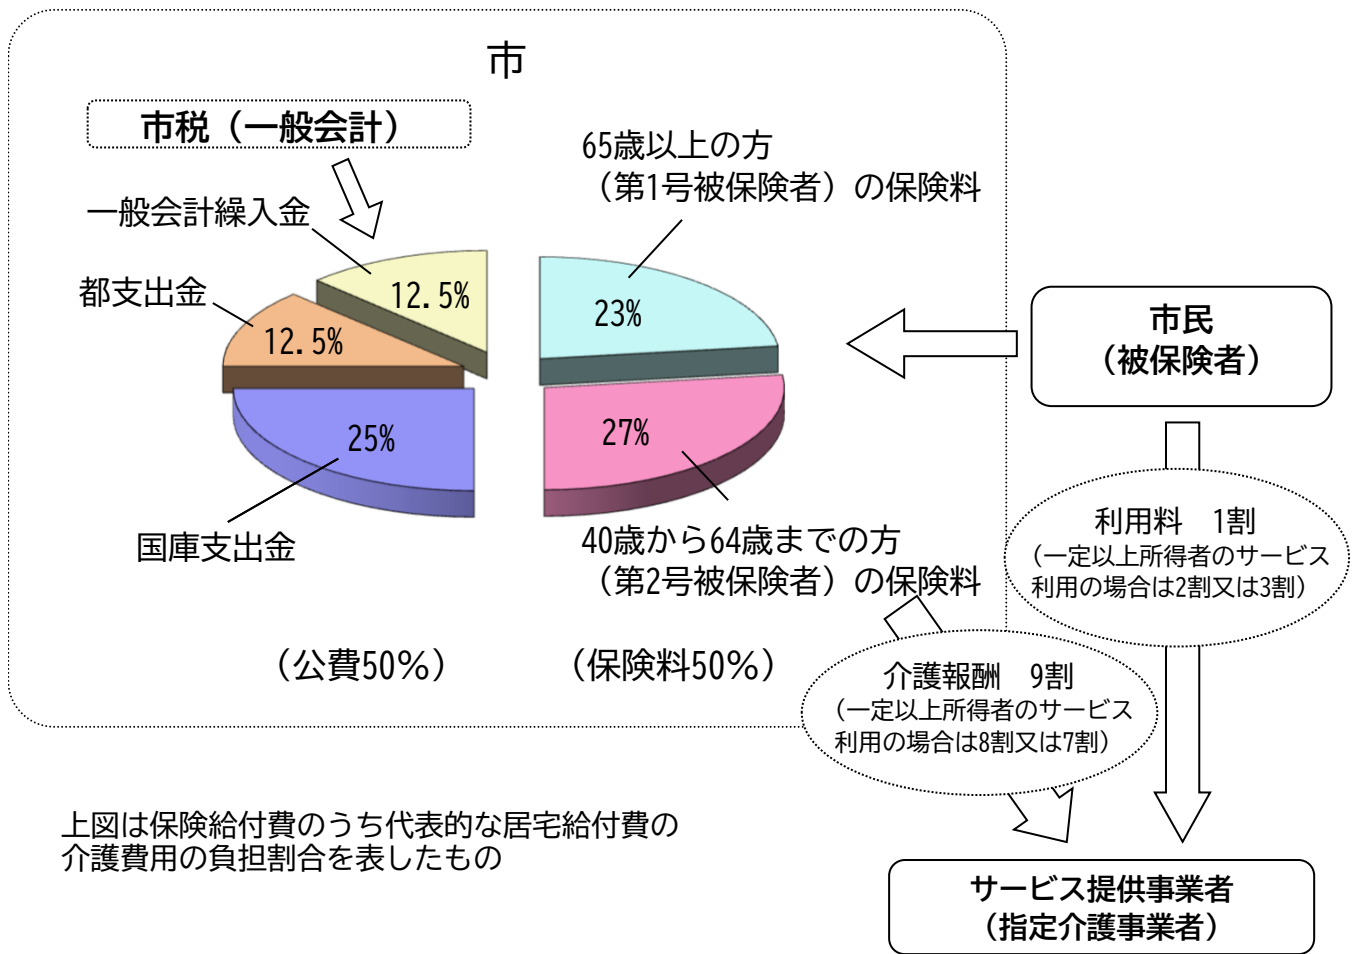 市
市税（一般会計）
65歳以上の方
（第1号被保険者）の保険料
一般会計繰入金
都支出金
12.5%
12.5%
23%
25%
27%
国庫支出金
40歳から64歳までの方
（第2号被保険者）の保険料
（公費50%）
（保険料50%）
市民
（被保険者）
利用料　1割
（一定以上所得者のサービス
利用の場合は2割又は3割）
介護報酬　9割
（一定以上所得者のサービス
利用の場合は8割又は7割）
上図は保険給付費のうち代表的な居宅給付費の
介護費用の負担割合を表したもの
サービス提供事業者
（指定介護事業者）